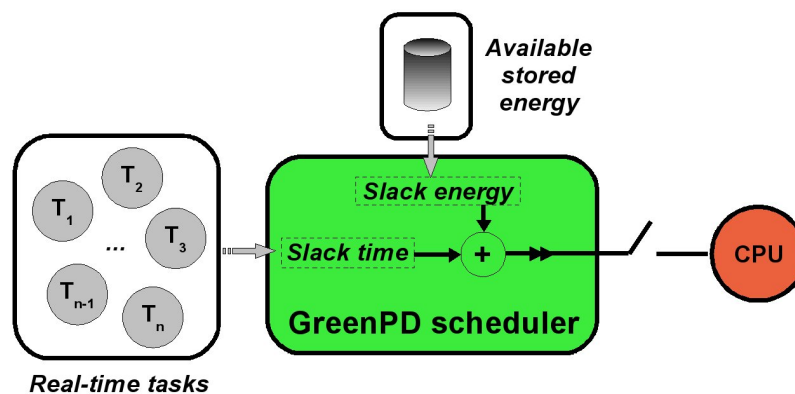 Available
stored
energy
T2
T1
...
T3
Tn-1
Tn
Slack energy
Slack time
+
CPU
GreenPD scheduler
Real-time tasks